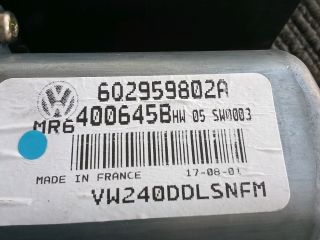 6Q2959802A
MR6400645B HW 05 SW0003
MADE IN FRANCE 17-08-01
VW240DDLSNFM